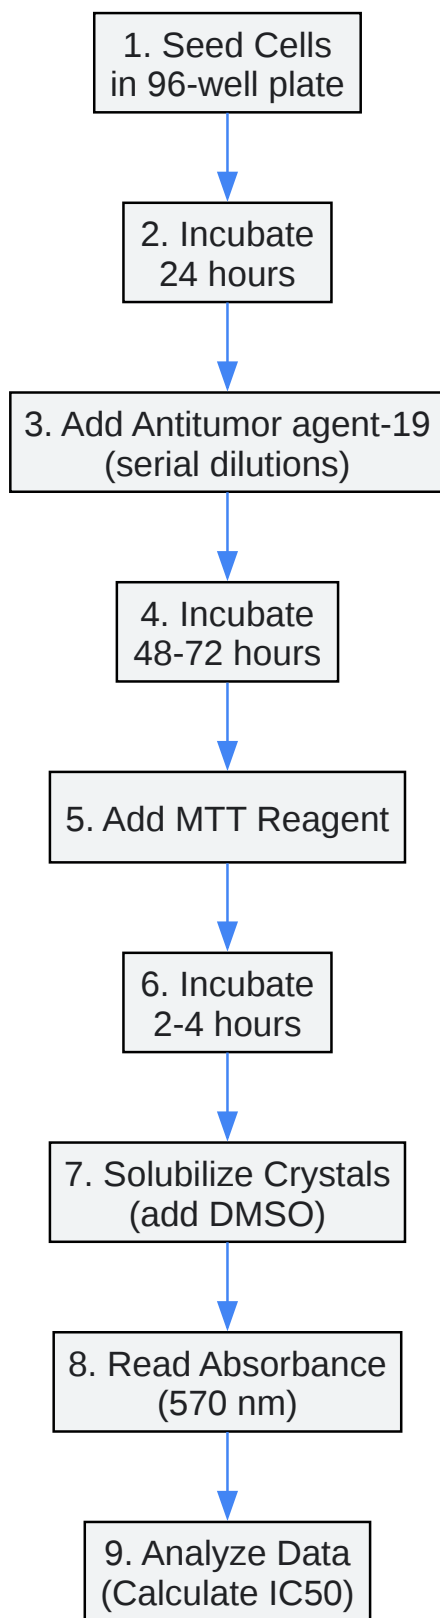 1. Seed Cells
in 96-well plate
2. Incubate
24 hours
3. Add Antitumor agent-19
(serial dilutions)
4. Incubate
48-72 hours
5. Add MTT Reagent
6. Incubate
2-4 hours
7. Solubilize Crystals
(add DMSO)
8. Read Absorbance
(570 nm)
9. Analyze Data
(Calculate IC50)